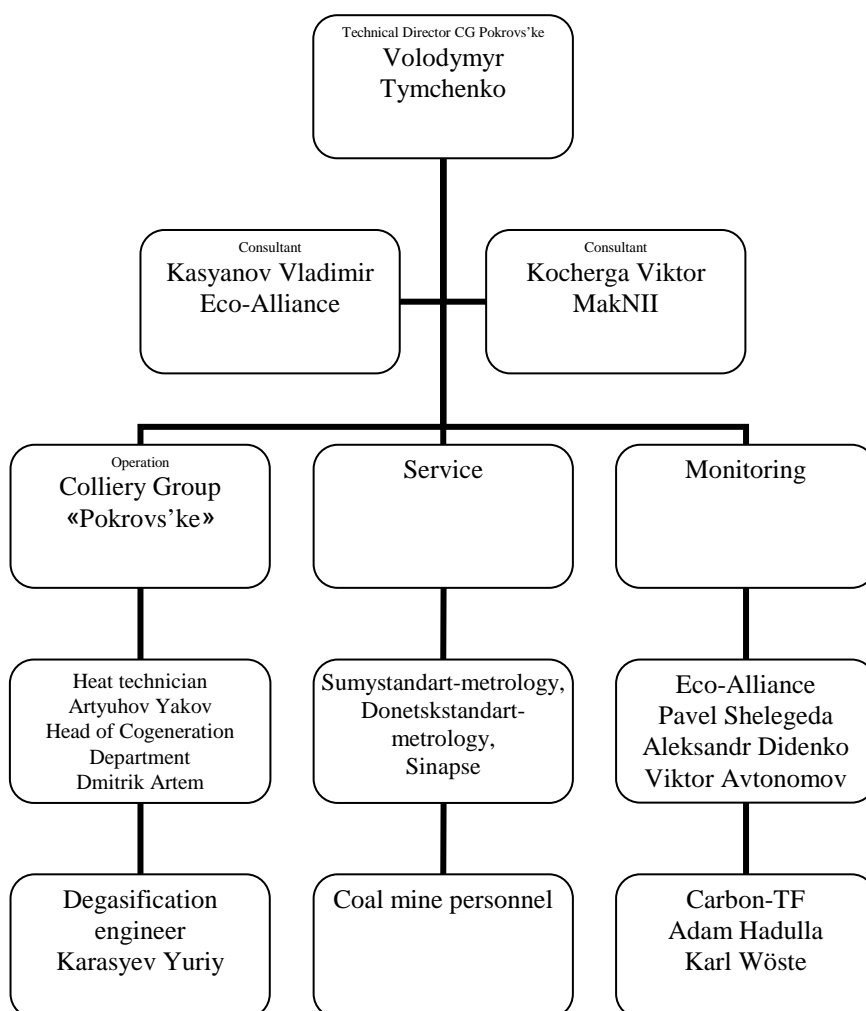 Technical Director CG Pokrovs’ke
Volodymyr
Tymchenko
Consultant
Kasyanov Vladimir
Eco-Alliance
Consultant
Kocherga Viktor
MakNII
Operation
Colliery Group
«Pokrovs’ke»
Service
Monitoring
Heat technician
Artyuhov Yakov
Head of Cogeneration
Department
Dmitrik Artem
Sumystandart-metrology,
Donetskstandart-
metrology,
Sinapse
Eco-Alliance
Pavel Shelegeda
Aleksandr Didenko
Viktor Avtonomov
Degasification
engineer
Karasyev Yuriy
Coal mine personnel
Carbon-TF
Adam Hadulla
Karl Wöste